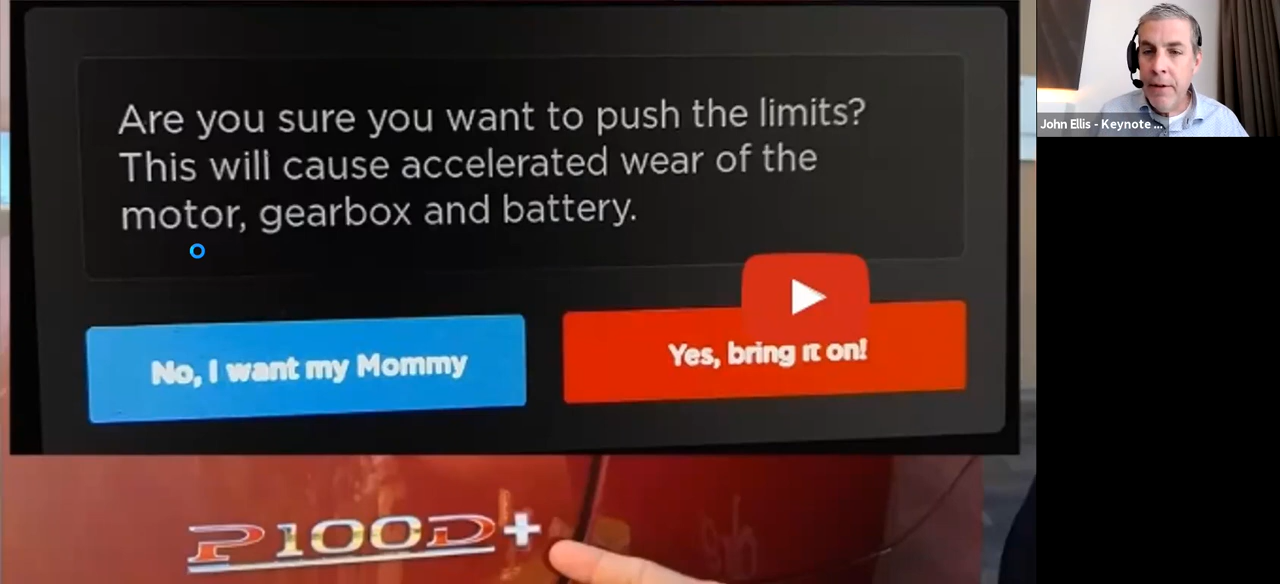 Are you sure you want to push the limits?
This will cause accelerated wear of the
motor, gearbox and battery.
No, I want my Mommy
Yes, bring it on!
P100D+
John Ellis - Keynote ...